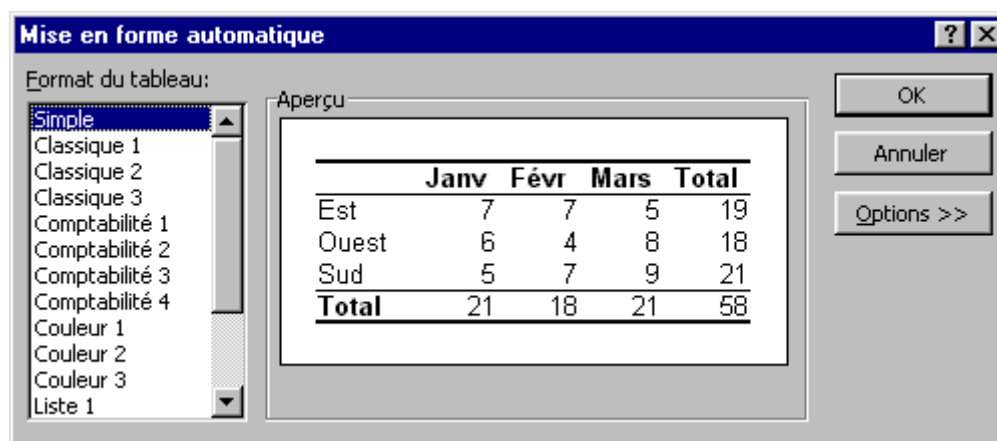 Mise en forme automatique
Format du tableau:
Simple
Classique 1
Classique 2
Classique 3
Comptabilité 1
Comptabilité 2
Comptabilité 3
Comptabilité 4
Couleur 1
Couleur 2
Couleur 3
Liste 1
Aperçu
Janv Févr Mars Total
Est 7 7 5 19
Ouest 6 4 8 18
Sud 5 7 9 21
Total 21 18 21 58
OK
Annuler
Options >>